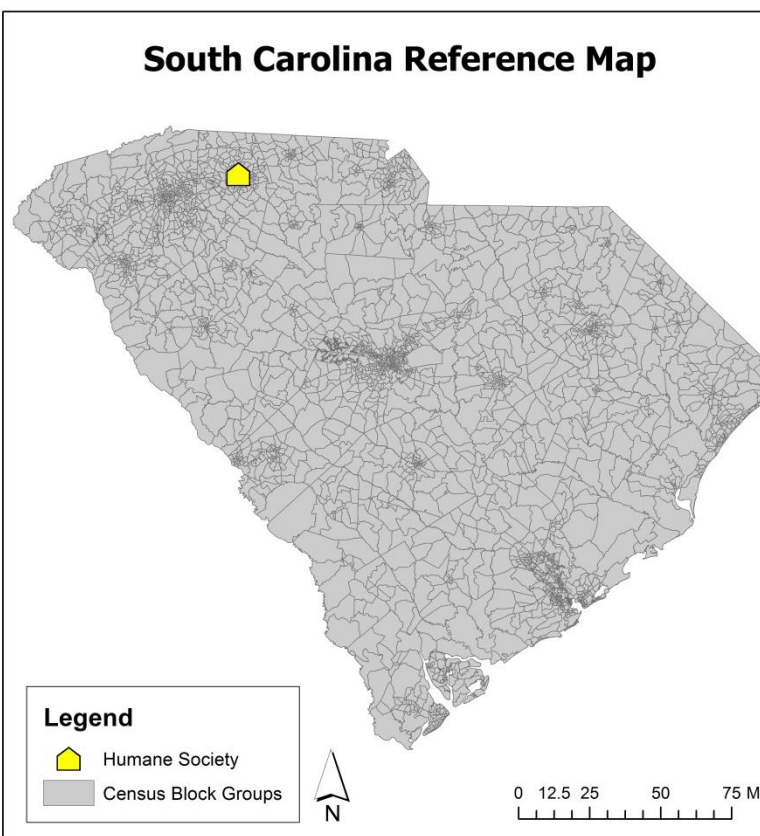 South Carolina Reference Map
Legend
Humane Society
Census Block Groups
N
0 12.5 25 50 75 M